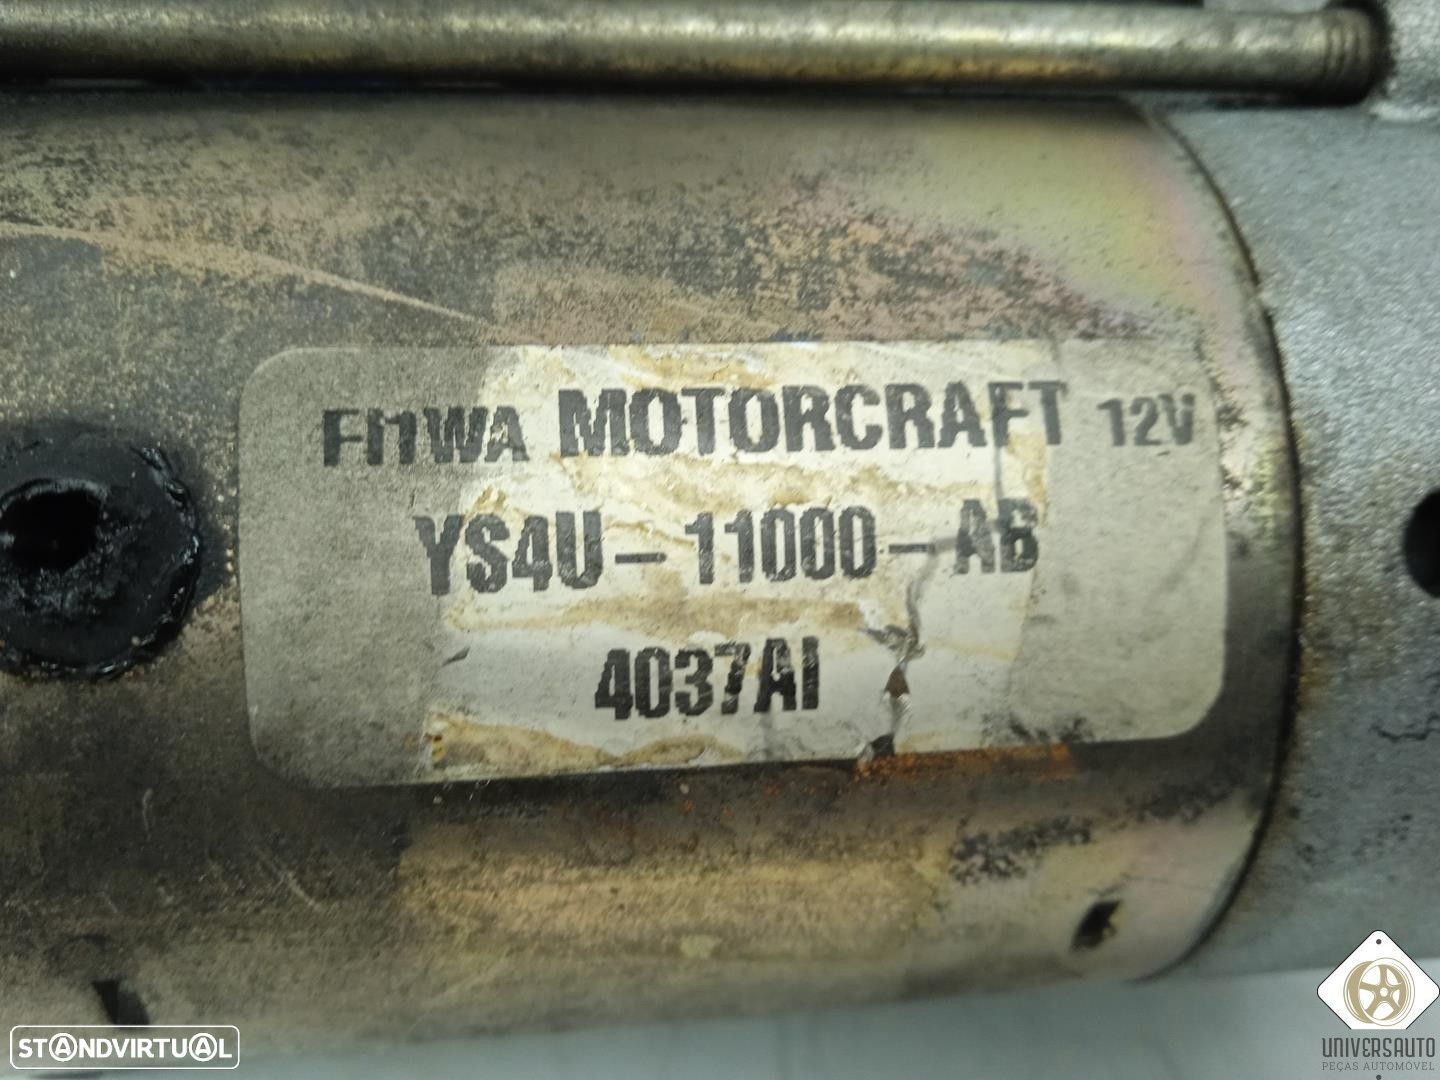 FI1WA MOTORCRAFT 12V
YS4U-11000-AB
4037AI
STANDVIRTUAL
UNIVERSAUTO
PEÇAS AUTOMÓVEL